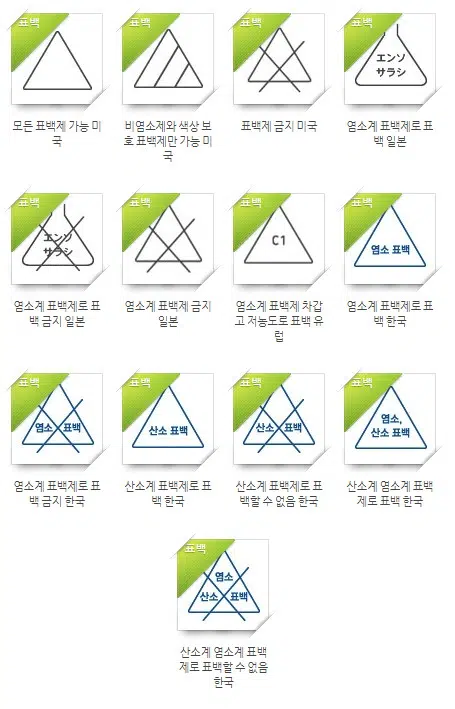 표백
표백
표백
표백
エンソ
サラシ
모든 표백제 가능 미
국
비염소제와 색상 보
호 표백제만 가능 미
국
표백제 금지 미국
염소계 표백제로 표
백 일본
표백
표백
표백
표백
エンソ
サラシ
C1
염소 표백
염소계 표백제로 표
백 금지 일본
염소계 표백제 금지
일본
염소계 표백제 차갑
고 저농도로 표백 유
럽
염소계 표백제로 표
백 한국
표백
표백
표백
표백
염소 표백
산소 표백
산소 표백
염소,
산소 표백
염소계 표백제로 표
백 금지 한국
산소계 표백제로 표
백 한국
산소계 표백제로 표
백할 수 없음 한국
산소계 염소계 표백
제로 표백 한국
표백
염소
산소 표백
산소계 염소계 표백
제로 표백할 수 없음
한국